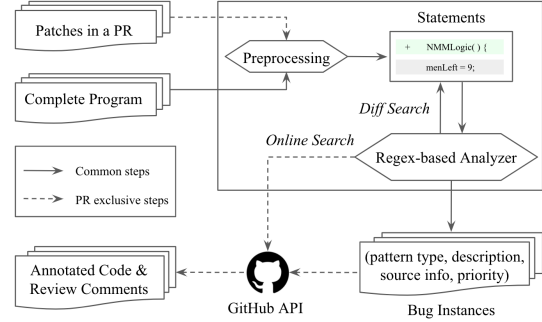 Patches in a PR
Complete Program
Preprocessing
Statements
+ NMMLogic( ) {
menLeft = 9;
Diff Search
Online Search
Regex-based Analyzer
Common steps
PR exclusive steps
Annotated Code &
Review Comments
GitHub API
(pattern type, description,
source info, priority)
Bug Instances